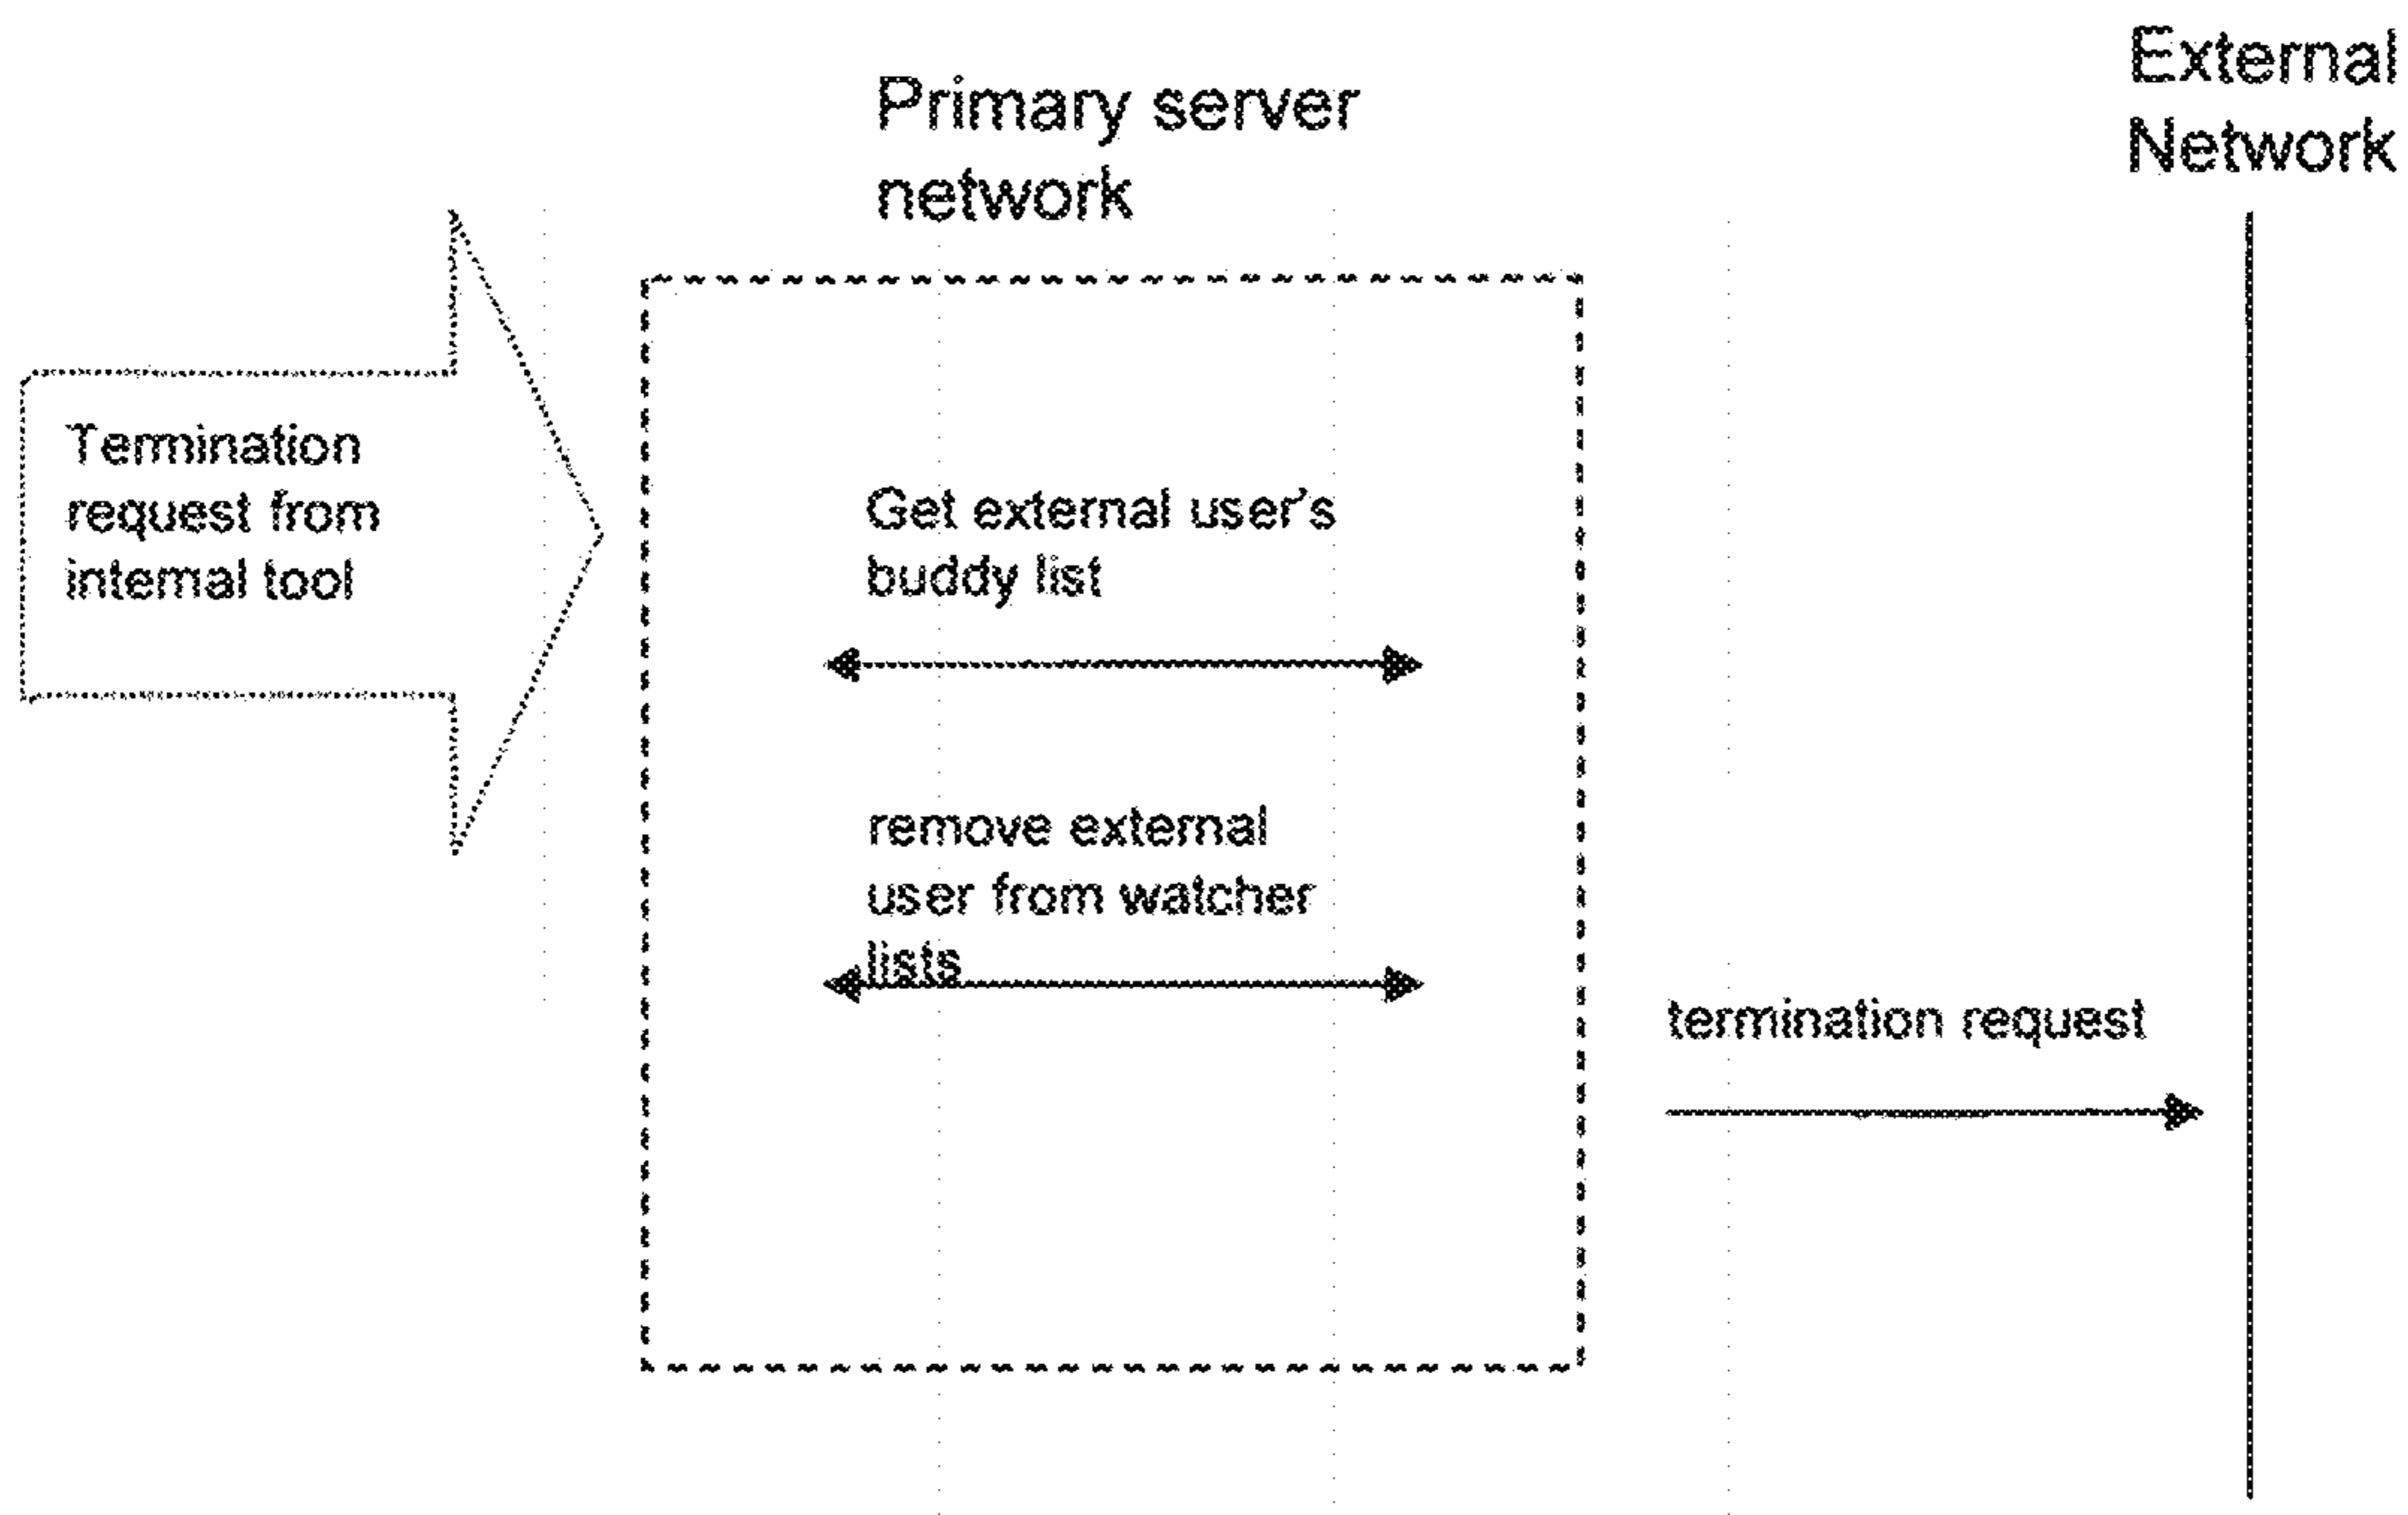 External
Network
Primary server
network
Termination
request from
internal tool
Get external user's
buddy list
remove external
user from watcher
lists
termination request